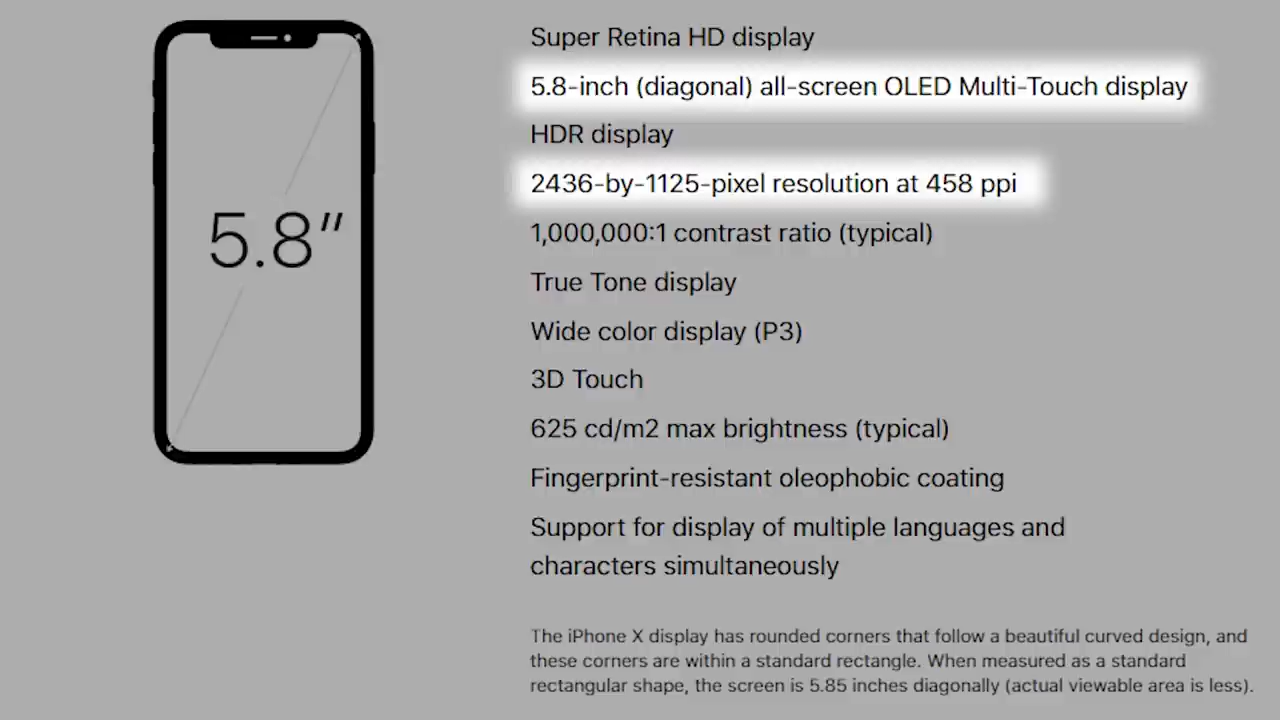 5.8″
Super Retina HD display
5.8-inch (diagonal) all-screen OLED Multi-Touch display
HDR display
2436-by-1125-pixel resolution at 458 ppi
1,000,000:1 contrast ratio (typical)
True Tone display
Wide color display (P3)
3D Touch
625 cd/m2 max brightness (typical)
Fingerprint-resistant oleophobic coating
Support for display of multiple languages and
characters simultaneously
The iPhone X display has rounded corners that follow a beautiful curved design, and
these corners are within a standard rectangle. When measured as a standard
rectangular shape, the screen is 5.85 inches diagonally (actual viewable area is less).